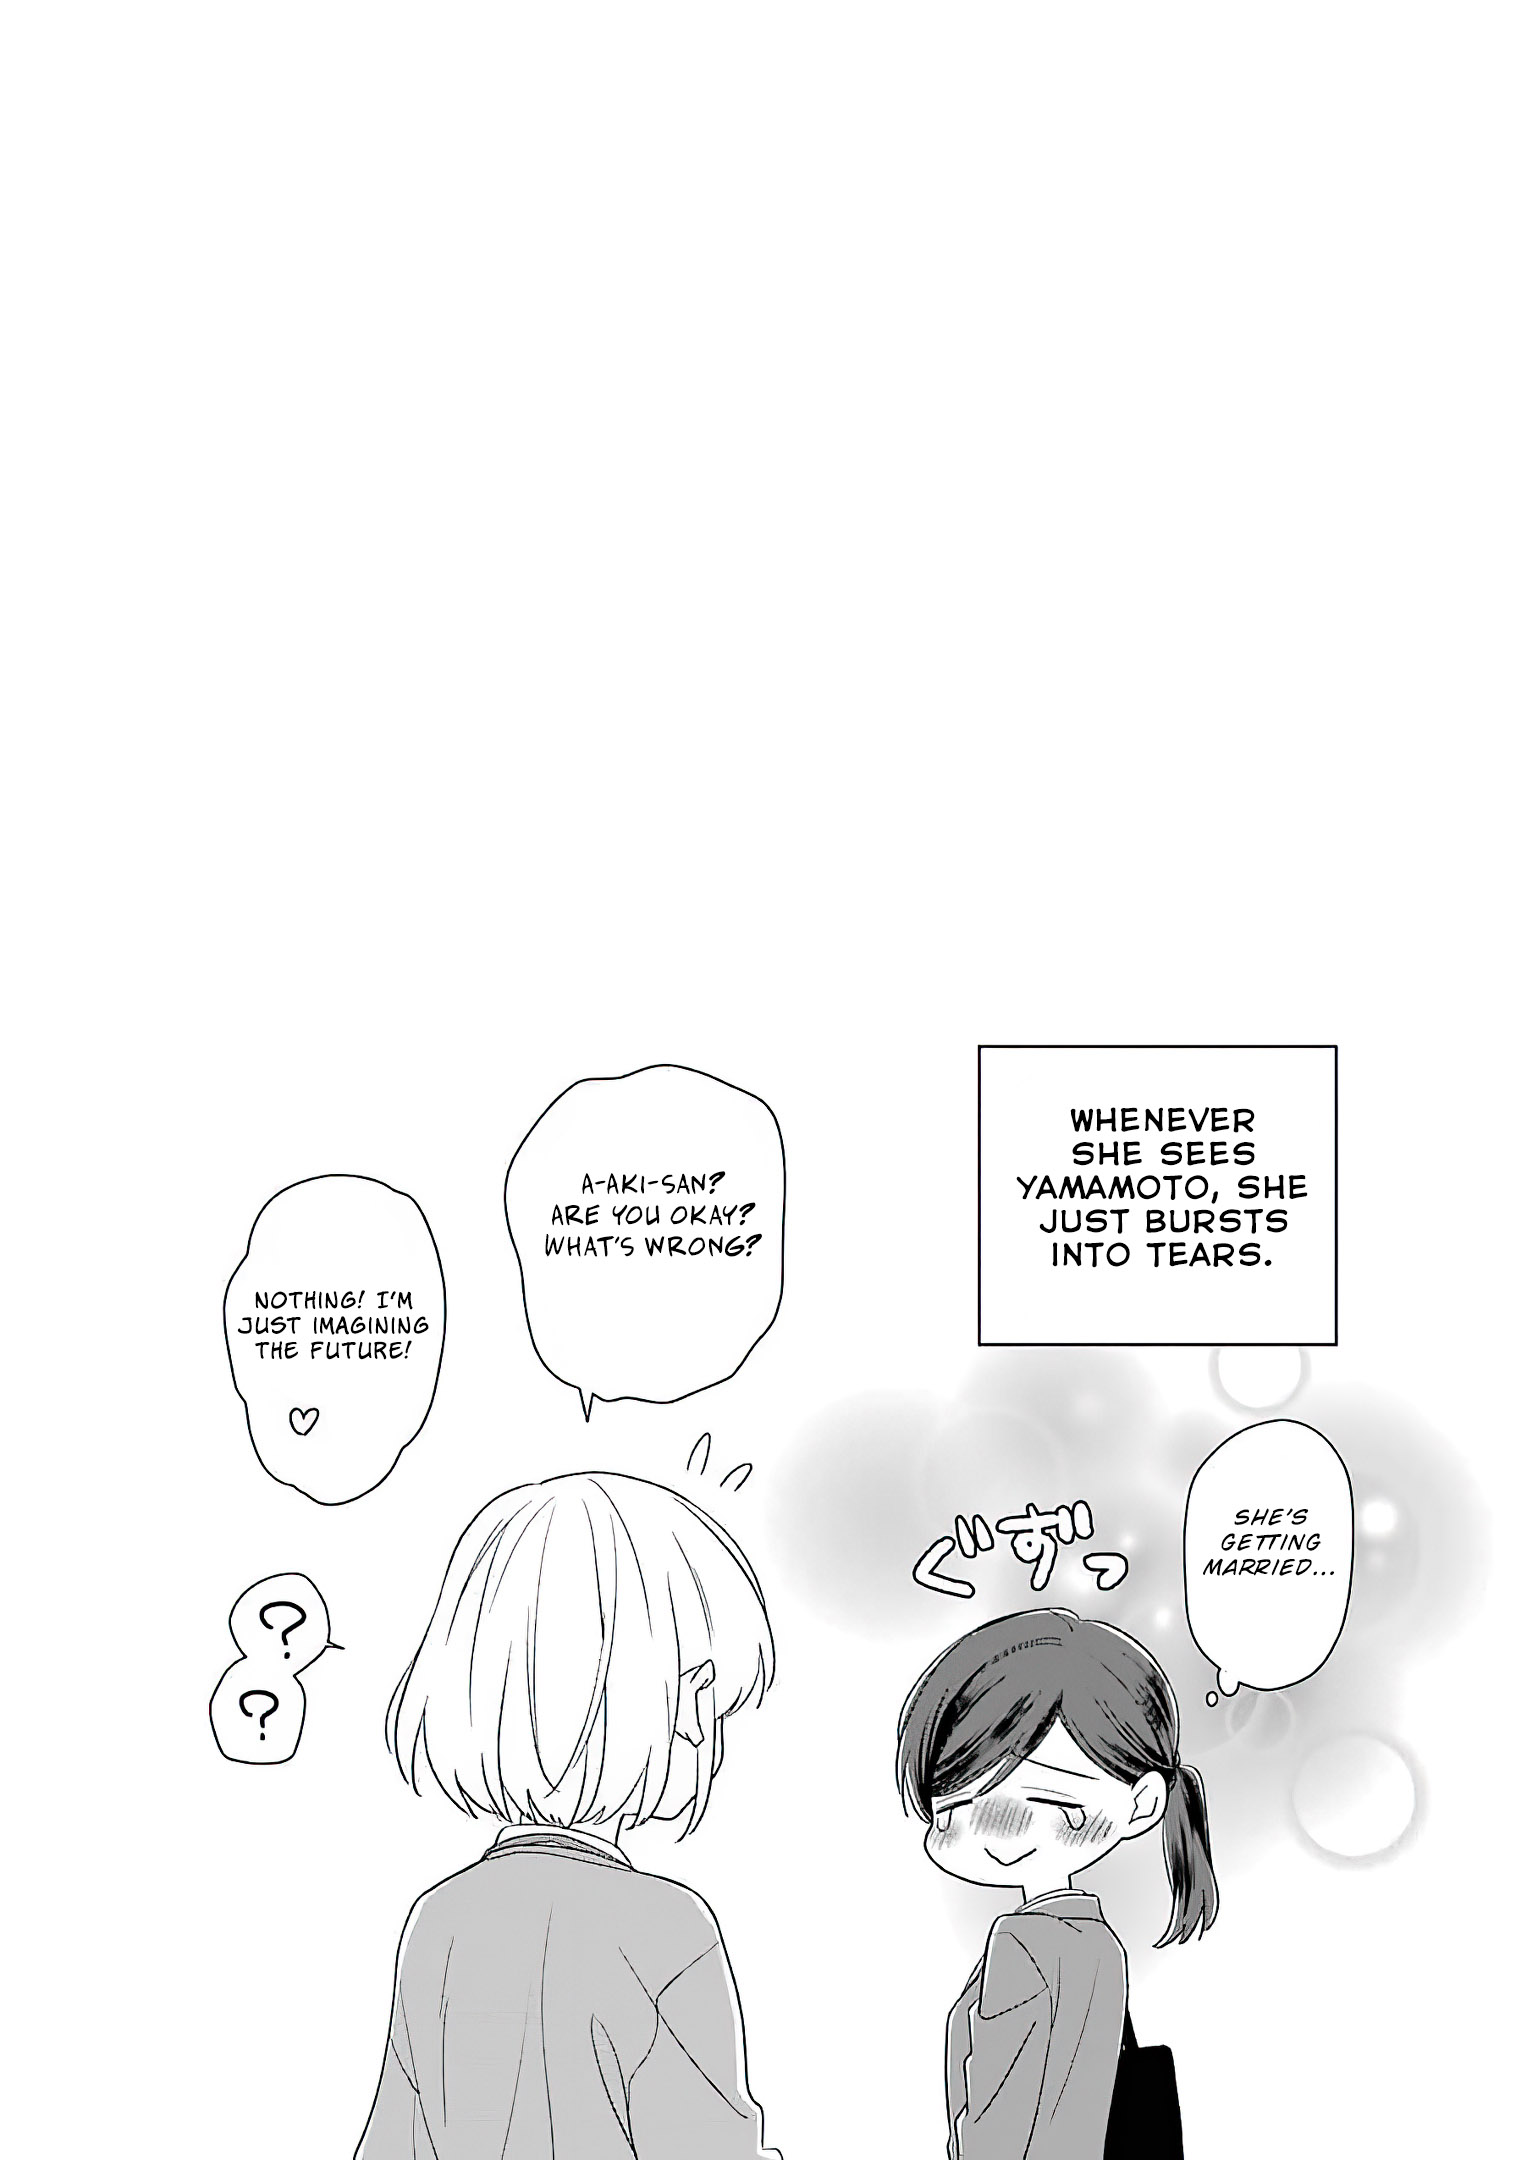 WHENEVER
SHE SEES
YAMAMOTO, SHE
JUST BURSTS
INTO TEARS.
SHE'S
GETTING
MARRIED...
ぐずっ
A-AKI-SAN?
ARE YOU OKAY?
WHAT'S WRONG?
NOTHING! I'M
JUST IMAGINING
THE FUTURE!
♡
?
?